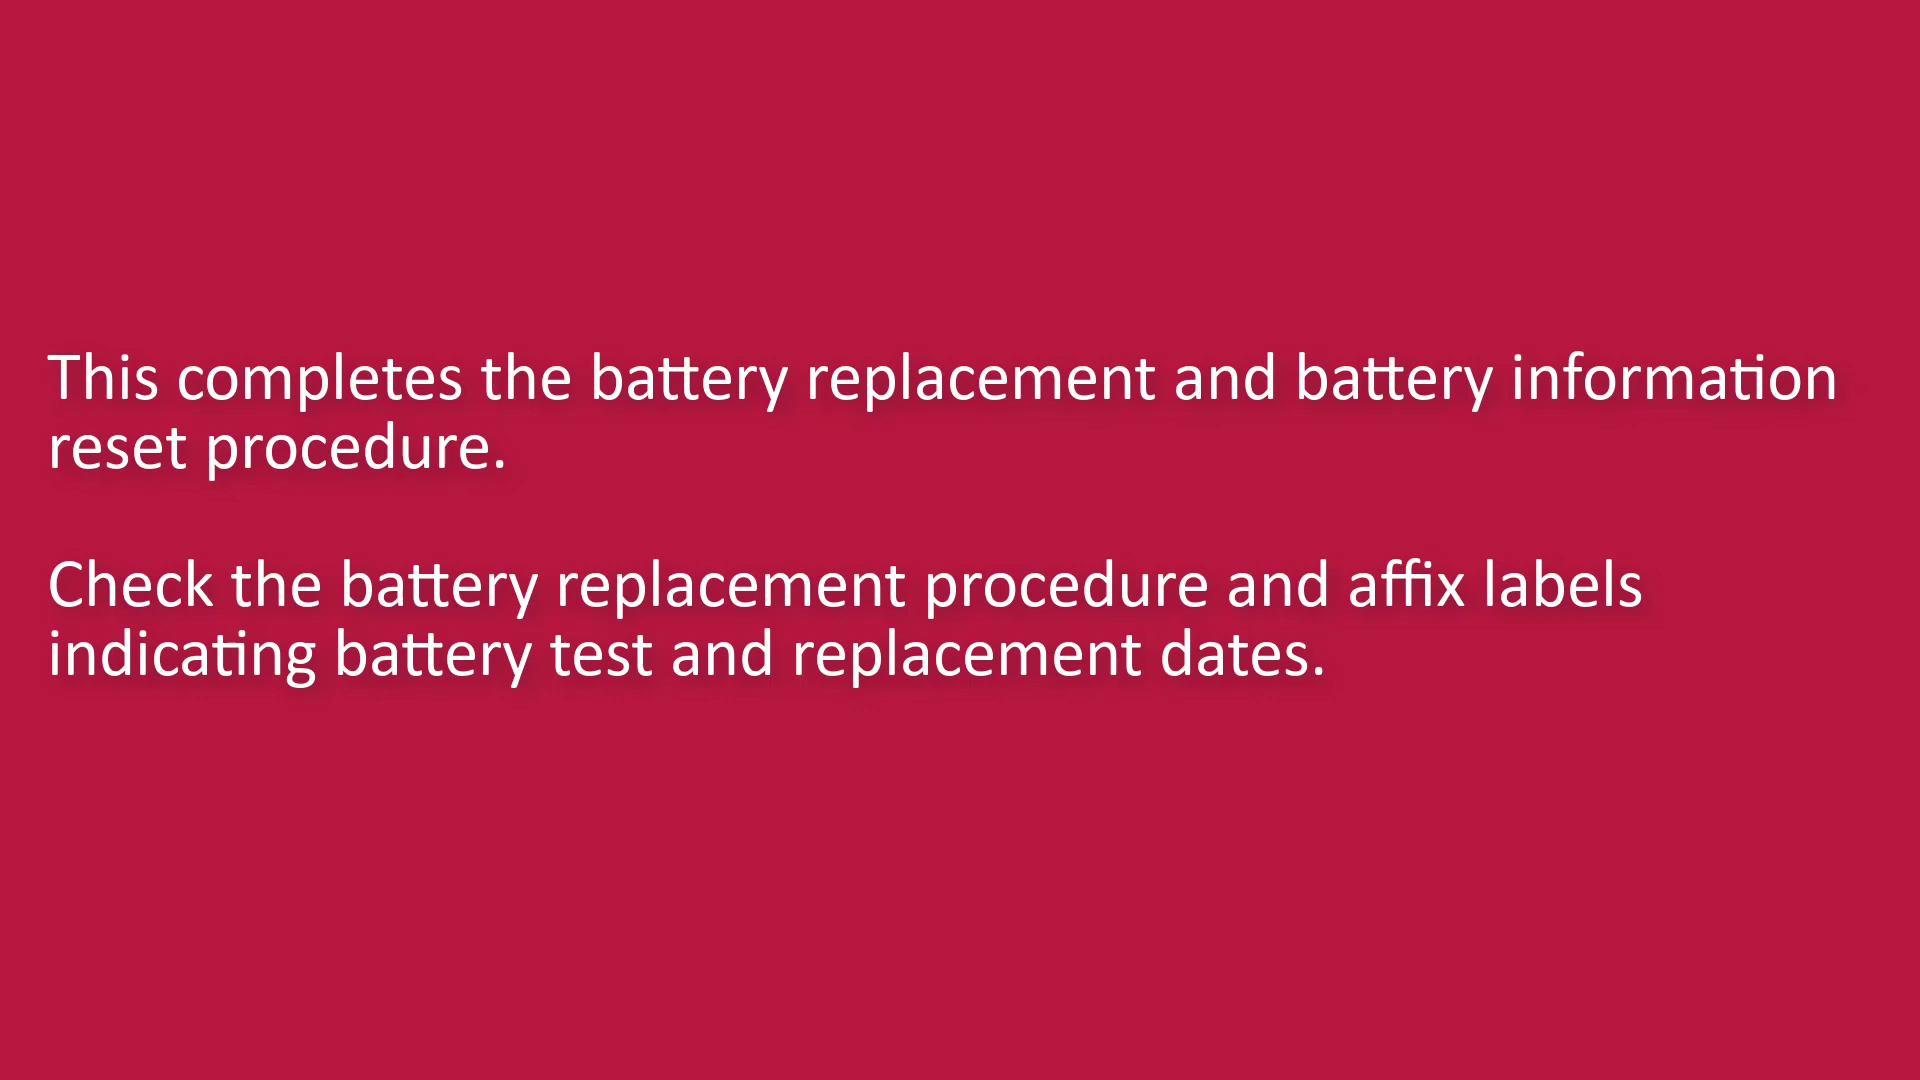 This completes the battery replacement and battery information
reset procedure.
Check the battery replacement procedure and affix labels
indicating battery test and replacement dates.